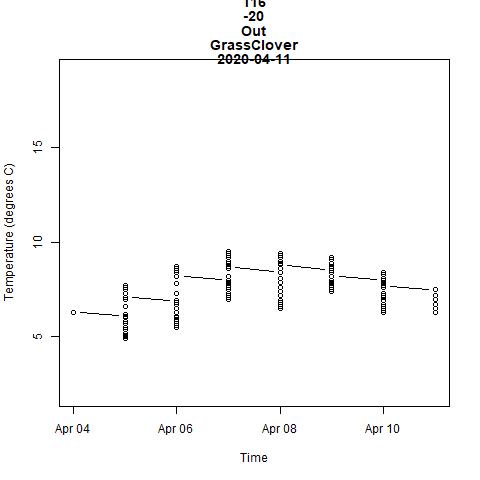 T16
-20
Out
GrassClover
2020-04-11
Temperature (degrees C)
15
10
5
Apr 04
Apr 06
Apr 08
Apr 10
Time